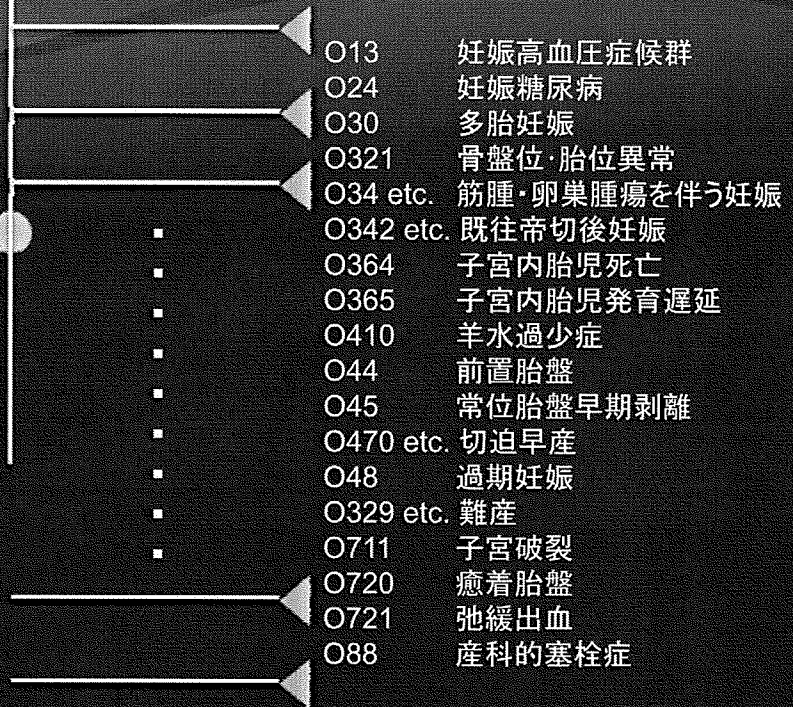 O13 妊娠高血圧症候群
O24 妊娠糖尿病
O30 多胎妊娠
O321 骨盤位・胎位異常
O34 etc. 筋腫・卵巣腫瘍を伴う妊娠
O342 etc. 既往帝切後妊娠
O364 子宮内胎児死亡
O365 子宮内胎児発育遅延
O410 羊水過少症
O44 前置胎盤
O45 常位胎盤早期剥離
O470 etc. 切迫早産
O48 過期妊娠
O329 etc. 難産
O711 子宮破裂
O720 癒着胎盤
O721 弛緩出血
O88 産科的塞栓症